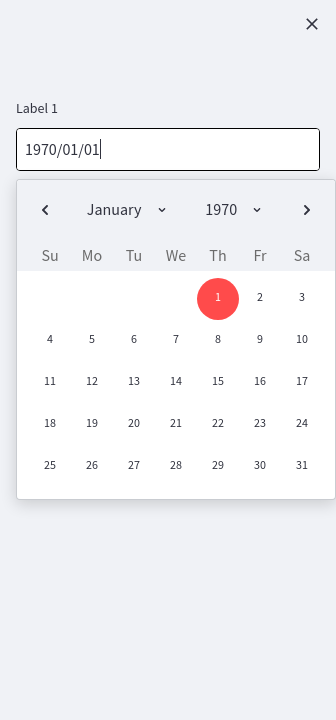 Label 1
1970/01/01
January 1970
Su Mo Tu We Th Fr Sa
1 2 3
4 5 6 7 8 9 10
11 12 13 14 15 16 17
18 19 20 21 22 23 24
25 26 27 28 29 30 31